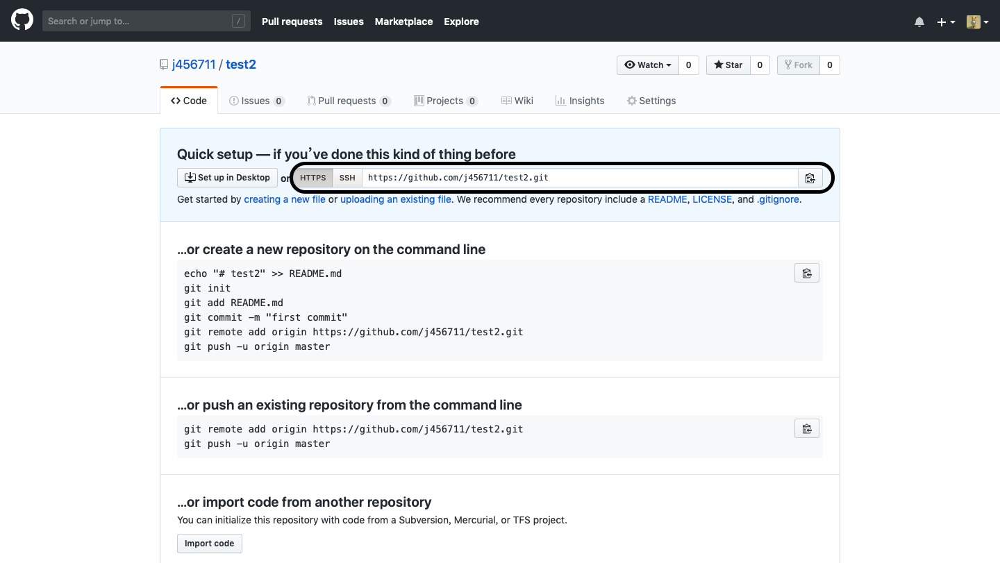 Search or jump to... / Pull requests Issues Marketplace Explore
j456711 / test2 Watch 0 Star 0 Fork 0
Code Issues 0 Pull requests 0 Projects 0 Wiki Insights Settings
Quick setup — if you’ve done this kind of thing before
Set up in Desktop or HTTPS SSH https://github.com/j456711/test2.git
Get started by creating a new file or uploading an existing file. We recommend every repository include a README, LICENSE, and .gitignore.
...or create a new repository on the command line
echo "# test2" >> README.md
git init
git add README.md
git commit -m "first commit"
git remote add origin https://github.com/j456711/test2.git
git push -u origin master
...or push an existing repository from the command line
git remote add origin https://github.com/j456711/test2.git
git push -u origin master
...or import code from another repository
You can initialize this repository with code from a Subversion, Mercurial, or TFS project.
Import code